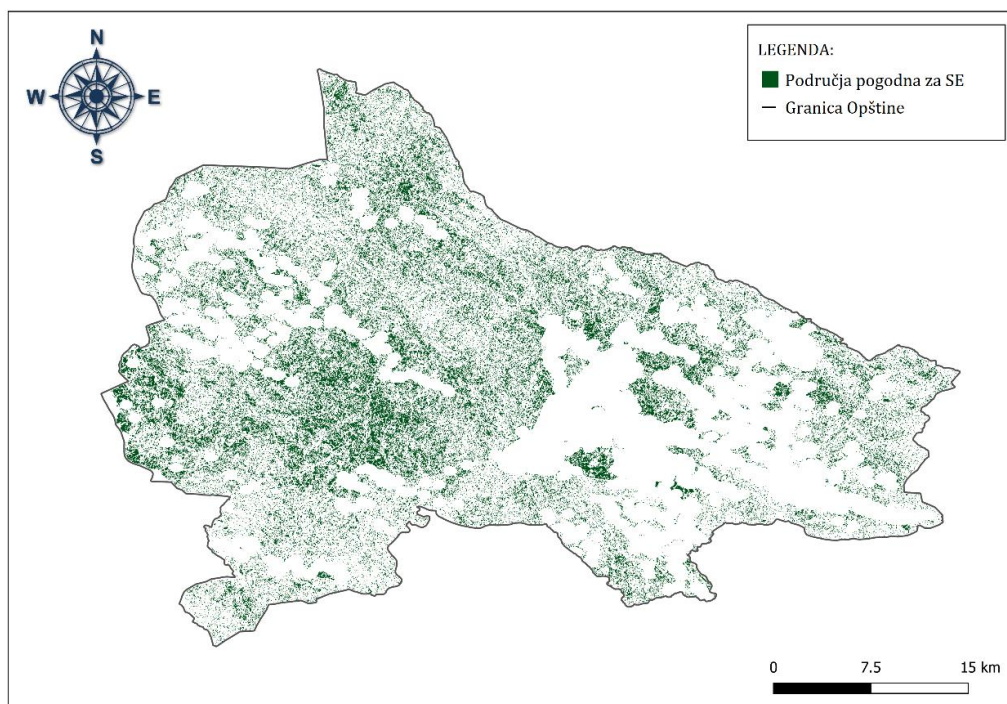 N
W E
S
LEGENDA:
Područja pogodna za SE
Granica Opštine
0 7.5 15 km